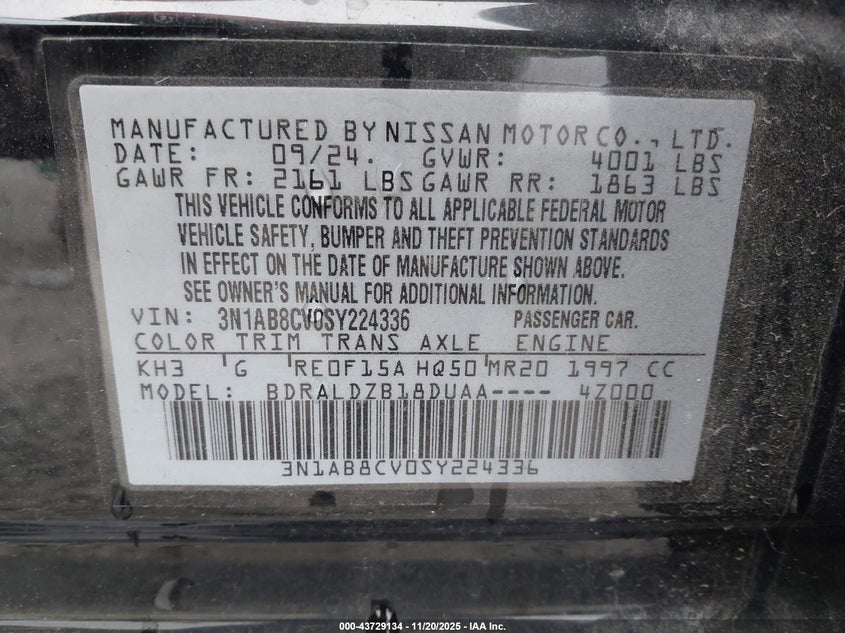 MANUFACTURED BY NISSAN MOTOR CO., LTD.
DATE: 09/24. GVWR: 4001 LBS
GAWR FR: 2161 LBS GAWR RR: 1863 LBS
THIS VEHICLE CONFORMS TO ALL APPLICABLE FEDERAL MOTOR
VEHICLE SAFETY, BUMPER AND THEFT PREVENTION STANDARDS
IN EFFECT ON THE DATE OF MANUFACTURE SHOWN ABOVE.
SEE OWNER'S MANUAL FOR ADDITIONAL INFORMATION.
VIN: 3N1AB8CV0SY224336 PASSENGER CAR.
COLOR TRIM TRANS AXLE ENGINE
KH3 G RE0F15A HQ50 MR20 1997 CC
MODEL: BDRALDZB18DUAA---- 4Z000
3N1AB8CV0SY224336
000-43729134 - 11/20/2025 - IAA Inc.